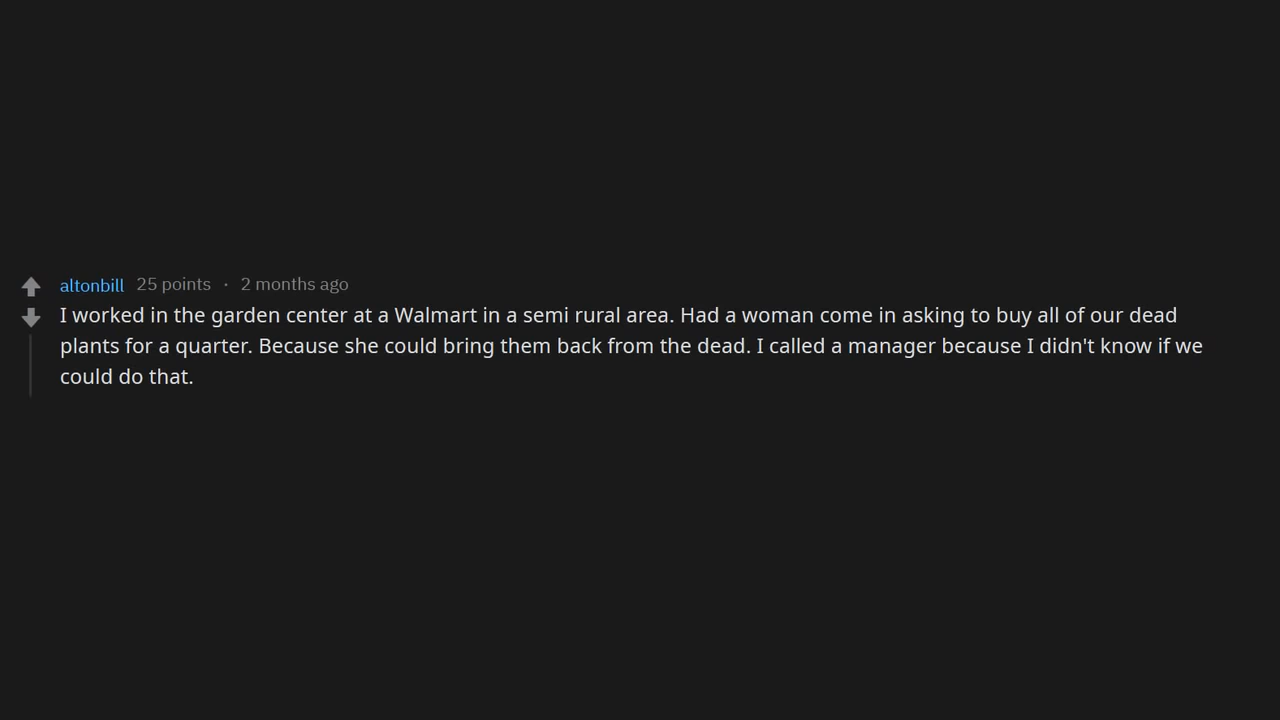 altonbill 25 points · 2 months ago
I worked in the garden center at a Walmart in a semi rural area. Had a woman come in asking to buy all of our dead
plants for a quarter. Because she could bring them back from the dead. I called a manager because I didn't know if we
could do that.